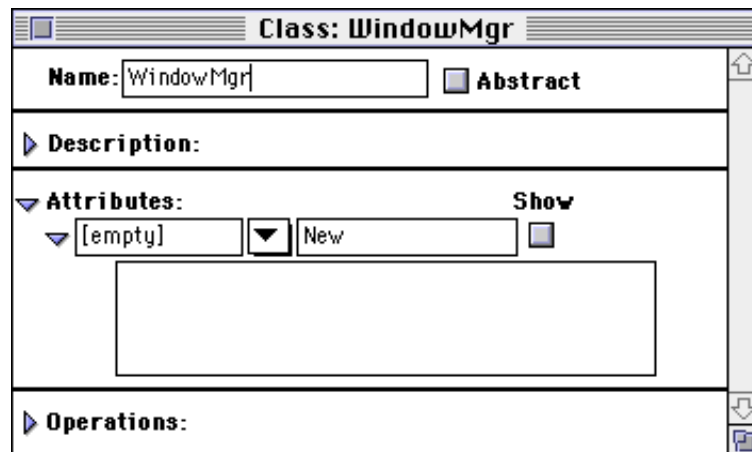 Class: WindowMgr
Name: WindowMgr Abstract
Description:
Attributes: Show
[empty] New
Operations: